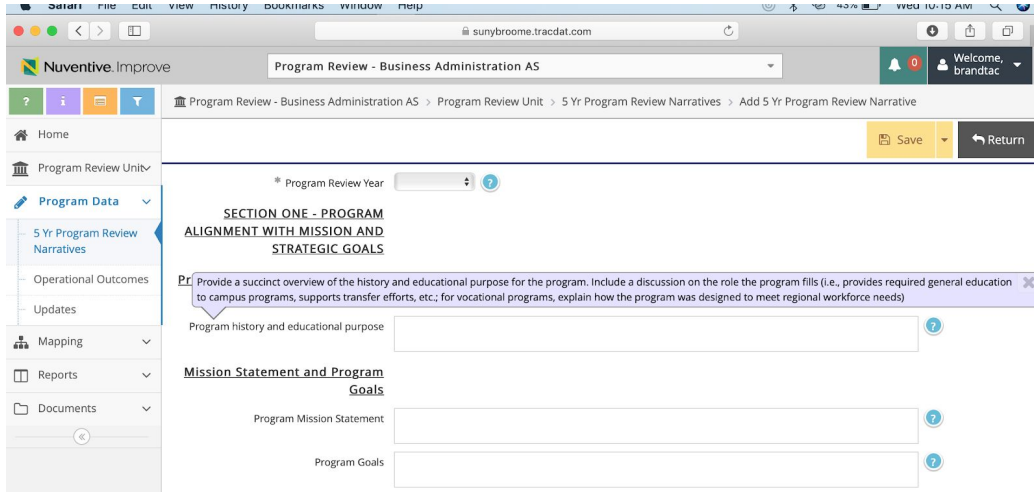 Safari File Edit View History Bookmarks Window Help 43% Wed 10:15 AM
sunybroome.tracdat.com
Nuventive. Improve
Program Review - Business Administration AS
0
Welcome, brandtac
? i
Program Review - Business Administration AS > Program Review Unit > 5 Yr Program Review Narratives > Add 5 Yr Program Review Narrative
Home
Save
Return
Program Review Unit
* Program Review Year ?
Program Data
SECTION ONE - PROGRAM
ALIGNMENT WITH MISSION AND
STRATEGIC GOALS
5 Yr Program Review
Narratives
Operational Outcomes
Pr
Provide a succinct overview of the history and educational purpose for the program. Include a discussion on the role the program fills (i.e., provides required general education
to campus programs, supports transfer efforts, etc.; for vocational programs, explain how the program was designed to meet regional workforce needs)
Updates
Program history and educational purpose ?
Mapping
Reports
Mission Statement and Program
Goals
Documents
Program Mission Statement ?
Program Goals ?